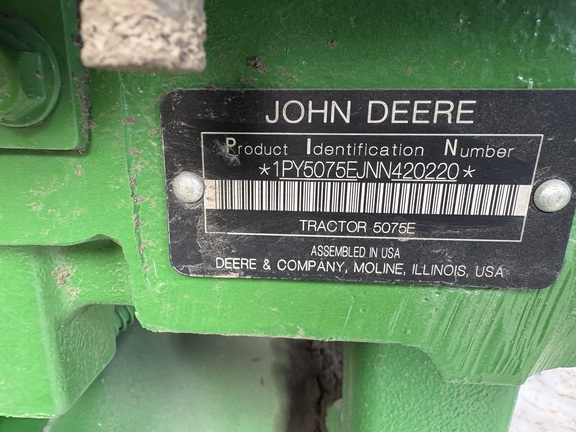 JOHN DEERE
Product Identification Number
*1PY5075EJNN420220*
TRACTOR 5075E
ASSEMBLED IN USA
DEERE & COMPANY, MOLINE, ILLINOIS, USA